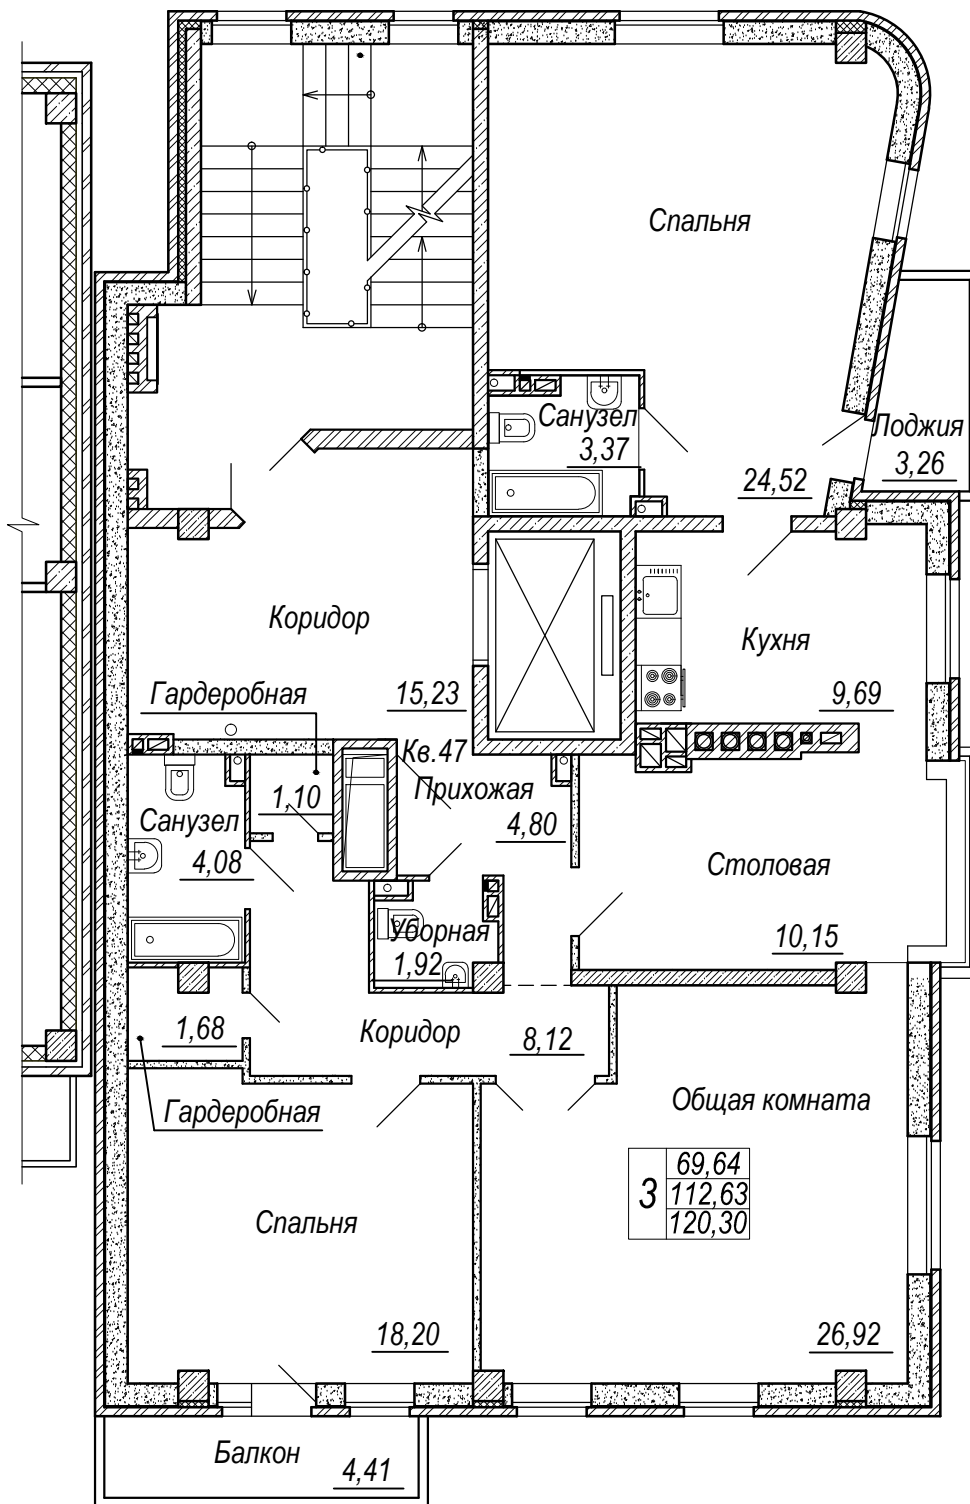 Спальня
Санузел
3,37
Лоджия
3,26
24,52
Коридор
Кухня
Гардеробная
15,23
9,69
Кв.47
Прихожая
1,10
4,80
Санузел
4,08
Столовая
Уборная
1,92
10,15
1,68
Коридор
8,12
Гардеробная
Общая комната
3
69,64
112,63
120,30
Спальня
18,20
26,92
Балкон
4,41